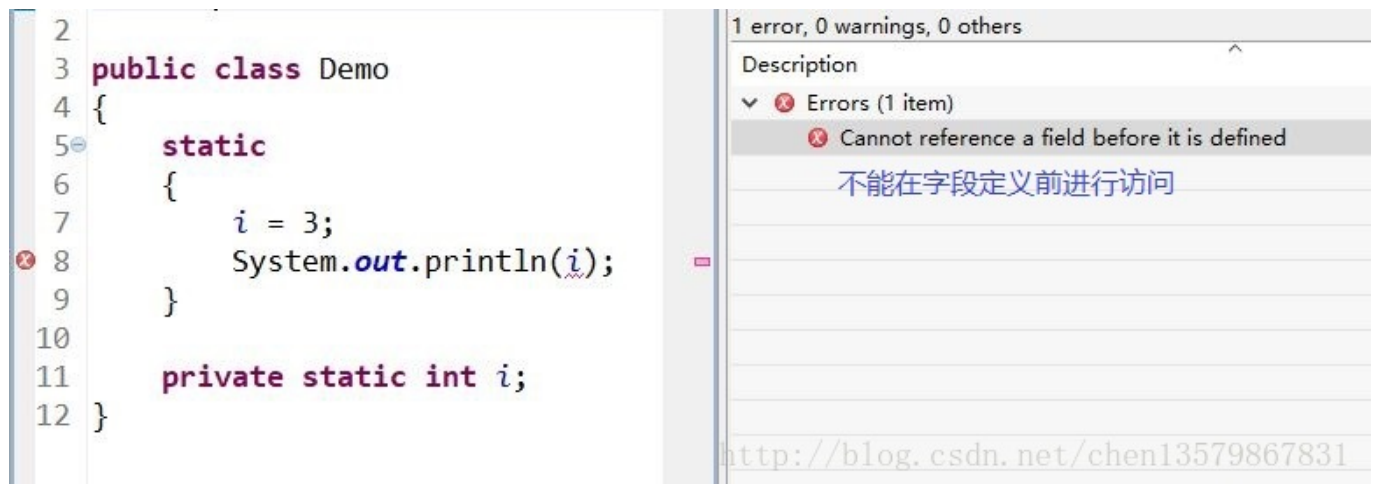 2
3 public class Demo
4 {
5 static
6 {
7 i = 3;
8 System.out.println(i);
9 }
10
11 private static int i;
12 }
1 error, 0 warnings, 0 others
Description
Errors (1 item)
Cannot reference a field before it is defined
不能在字段定义前进行访问
http://blog.csdn.net/chen13579867831